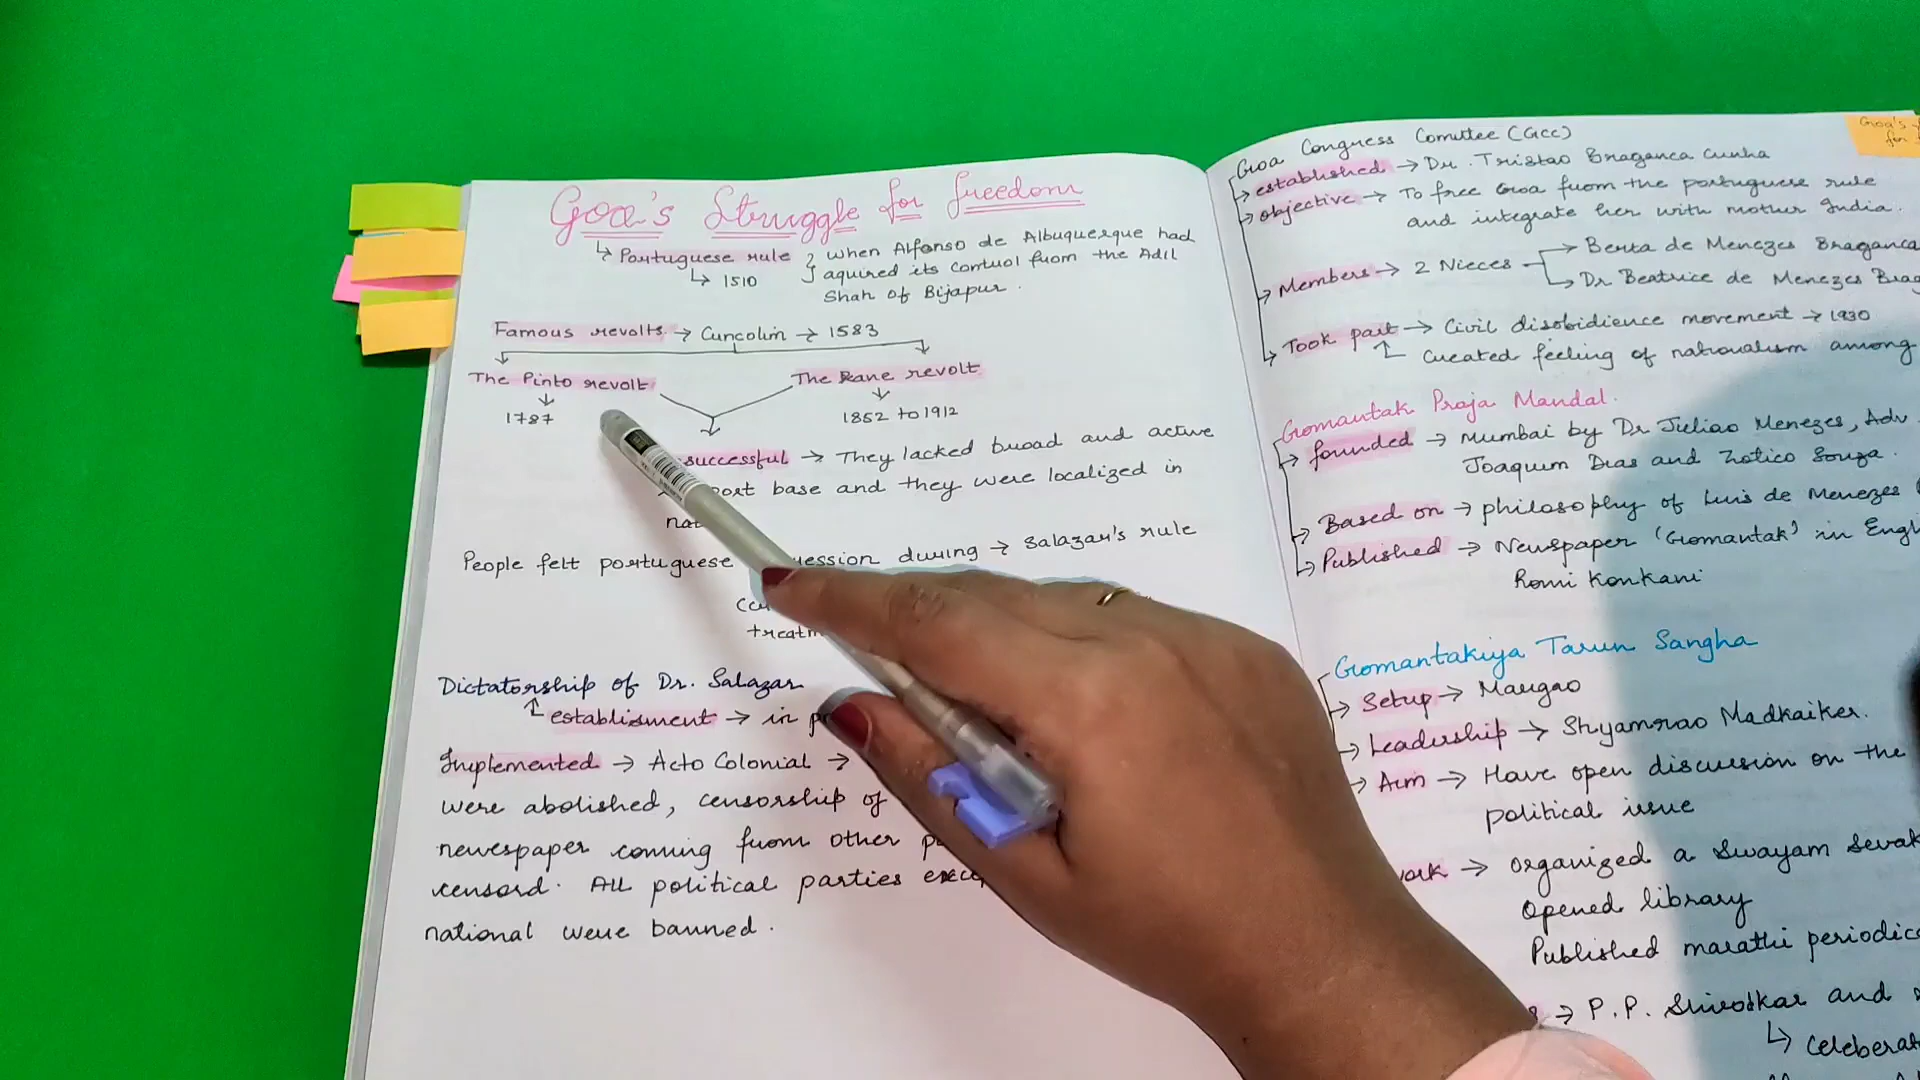 Goa's Struggle for freedom
↳ Portuguese rule } when Alfonso de Albuquerque had
↳ 1510
aquired its control from the Adil
Shah of Bijapur.
Famous revolts → Cuncolim → 1583
The Pinto revolt
The Rane revolt
1787
1852 to 1912
successful → They lacked broad and active
base and they were localized in
People felt portuguese during → Salazar's rule
Dictatorship of Dr. Salazar
establisment → in
Implemented → Acto Colonial →
were abolished, censorship of
newespaper coming from other
censord. All political parties
national were banned.
Goa Congress Comittee (GCC)
→ established → Dr. Tristao Braganca Cunha
→ objective → To free Goa from the portuguese rule
and integrate her with mother India.
→ Members → 2 Nieces → Berta de Menezes Braganca
→ Dr Beatrice de Menezes
→ Took part → Civil disobidience movement → 1930
Created feeling of nationalism among
Gomantak Praja Mandal.
→ founded → Mumbai by Dr Juliao Menezes, Adv
Joaquim Dias and Zotico Souza.
→ Based on → philosophy of Luis de Menezes
→ Published → Newspaper 'Gomantak' in
Romi Konkani
Gomantakiya Tarun Sangha
→ Setup → Margao
→ Leadership → Shyamrao Madkaiker.
→ Aim → Have open discussion on the
political issue
→ organized a Swayam
Opened library
Published marathi
→ P.P. Shirodkar and
Goa's
for